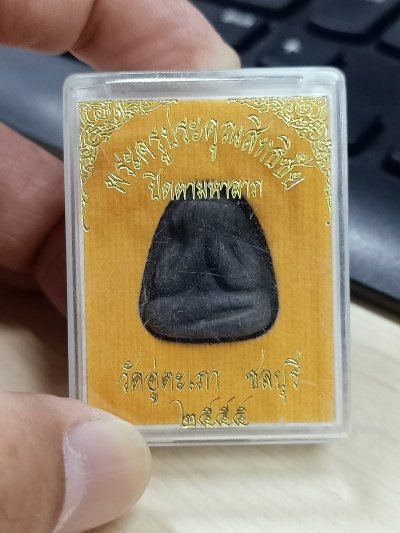 พระครูประคุณสิทธิชัย
ปิดตามหาลาภ
วัดอู่ตะเภา ชลบุรี
๒๕๕๕